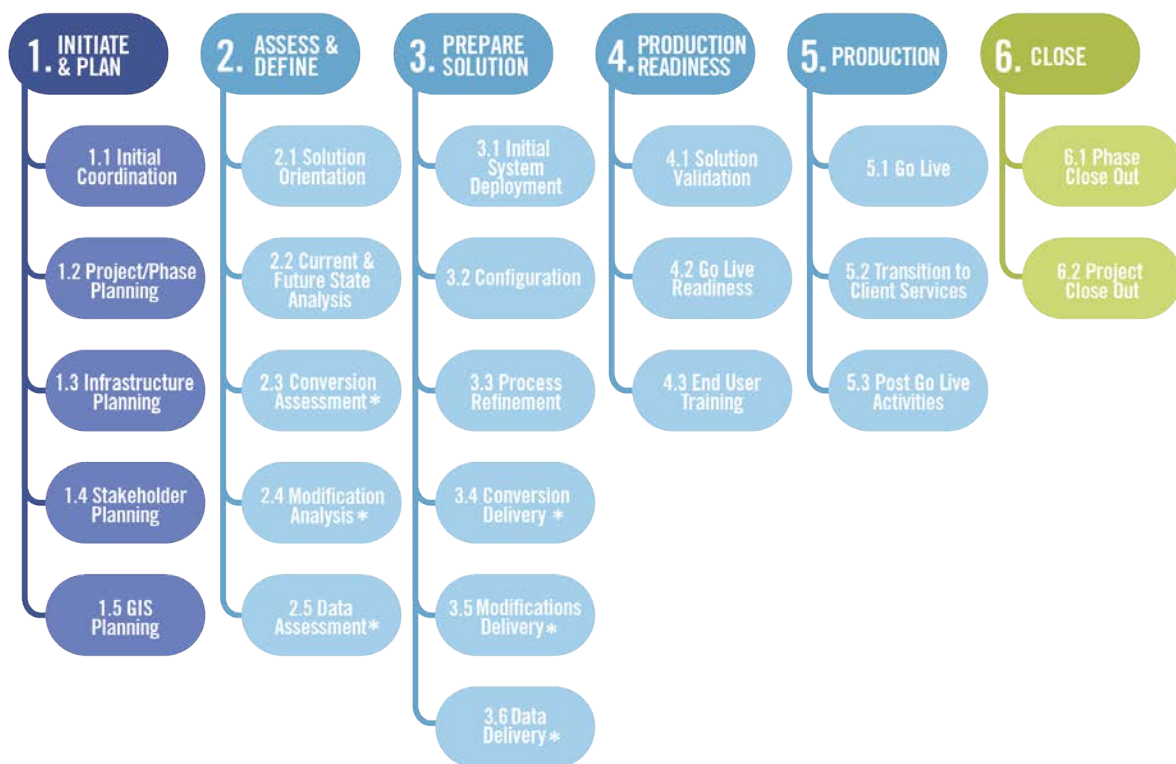 1. INITIATE
& PLAN
1.1 Initial
Coordination
1.2 Project/Phase
Planning
1.3 Infrastructure
Planning
1.4 Stakeholder
Planning
1.5 GIS
Planning
2. ASSESS &
DEFINE
2.1 Solution
Orientation
2.2 Current &
Future State
Analysis
2.3 Conversion
Assessment*
2.4 Modification
Analysis *
2.5 Data
Assessment*
3. PREPARE
SOLUTION
3.1 Initial
System
Deployment
3.2 Configuration
3.3 Process
Refinement
3.4 Conversion
Delivery *
3.5 Modifications
Delivery*
3.6 Data
Delivery*
4. PRODUCTION
READINESS
4.1 Solution
Validation
4.2 Go Live
Readiness
4.3 End User
Training
5. PRODUCTION
5.1 Go Live
5.2 Transition to
Client Services
5.3 Post Go Live
Activities
6. CLOSE
6.1 Phase
Close Out
6.2 Project
Close Out